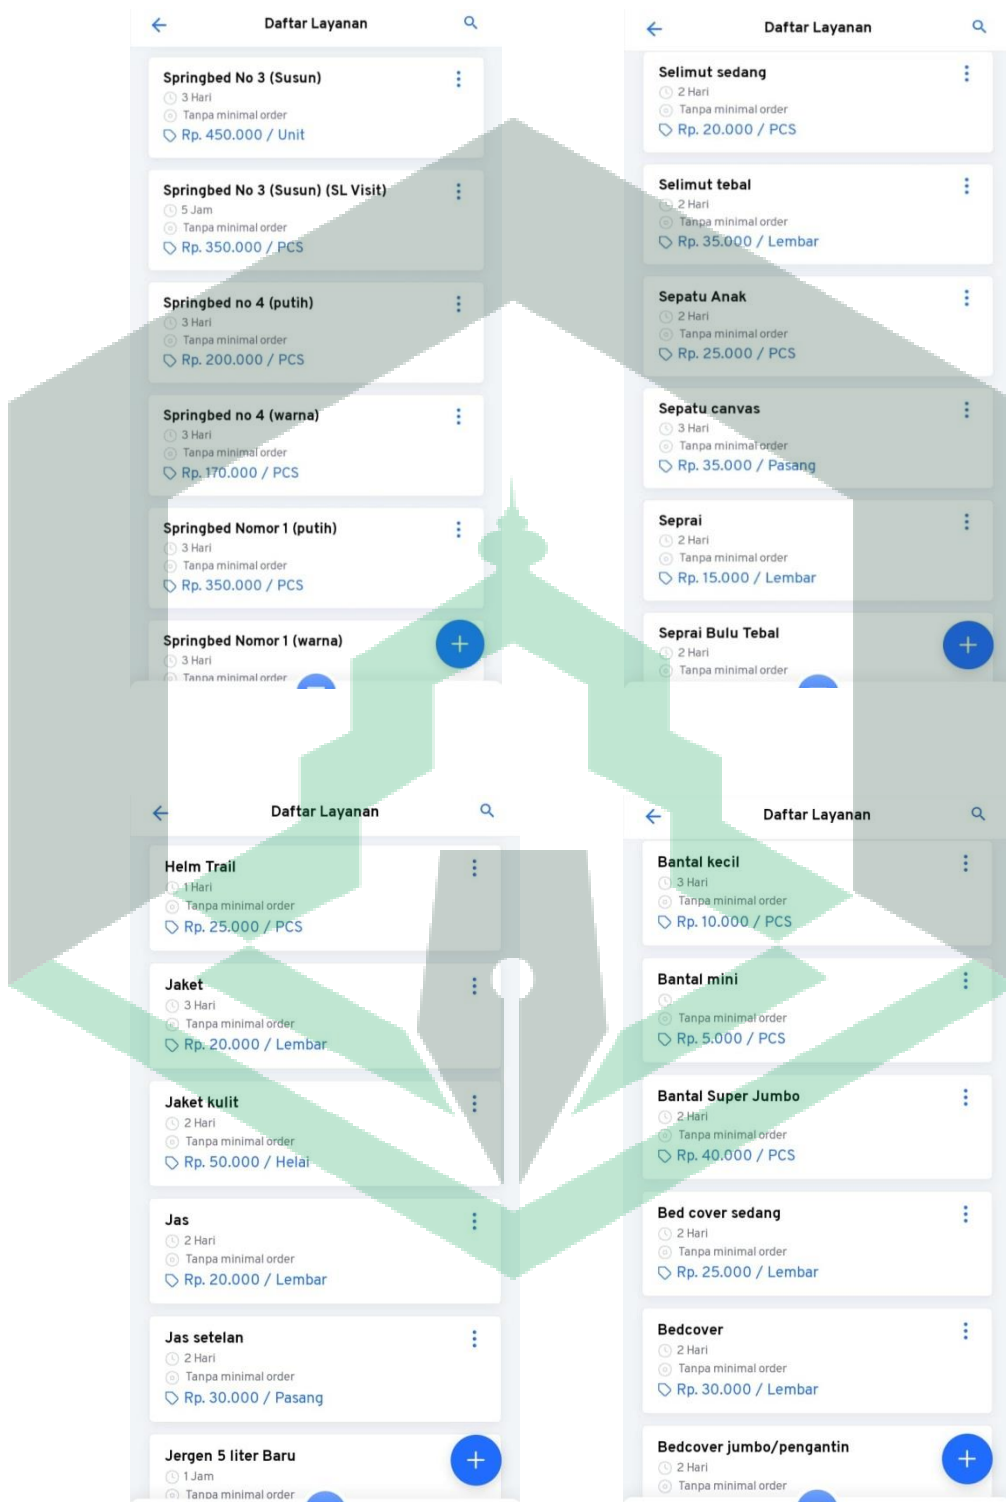 Daftar Layanan
Springbed No 3 (Susun)
3 Hari
Tanpa minimal order
Rp. 450.000 / Unit
Springbed No 3 (Susun) (SL Visit)
5 Jam
Tanpa minimal order
Rp. 350.000 / PCS
Springbed no 4 (putih)
3 Hari
Tanpa minimal order
Rp. 200.000 / PCS
Springbed no 4 (warna)
3 Hari
Tanpa minimal order
Rp. 170.000 / PCS
Springbed Nomor 1 (putih)
3 Hari
Tanpa minimal order
Rp. 350.000 / PCS
Springbed Nomor 1 (warna)
3 Hari
Tanpa minimal order
Daftar Layanan
Selimut sedang
2 Hari
Tanpa minimal order
Rp. 20.000 / PCS
Selimut tebal
2 Hari
Tanpa minimal order
Rp. 35.000 / Lembar
Sepatu Anak
2 Hari
Tanpa minimal order
Rp. 25.000 / PCS
Sepatu canvas
3 Hari
Tanpa minimal order
Rp. 35.000 / Pasang
Seprai
2 Hari
Tanpa minimal order
Rp. 15.000 / Lembar
Seprai Bulu Tebal
2 Hari
Tanpa minimal order
Daftar Layanan
Helm Trail
1 Hari
Tanpa minimal order
Rp. 25.000 / PCS
Jaket
3 Hari
Tanpa minimal order
Rp. 20.000 / Lembar
Jaket kulit
2 Hari
Tanpa minimal order
Rp. 50.000 / Helai
Jas
2 Hari
Tanpa minimal order
Rp. 20.000 / Lembar
Jas setelan
2 Hari
Tanpa minimal order
Rp. 30.000 / Pasang
Jergen 5 liter Baru
1 Jam
Tanpa minimal order
Daftar Layanan
Bantal kecil
3 Hari
Tanpa minimal order
Rp. 10.000 / PCS
Bantal mini
Tanpa minimal order
Rp. 5.000 / PCS
Bantal Super Jumbo
2 Hari
Tanpa minimal order
Rp. 40.000 / PCS
Bed cover sedang
2 Hari
Tanpa minimal order
Rp. 25.000 / Lembar
Bedcover
2 Hari
Tanpa minimal order
Rp. 30.000 / Lembar
Bedcover jumbo/pengantin
2 Hari
Tanpa minimal order